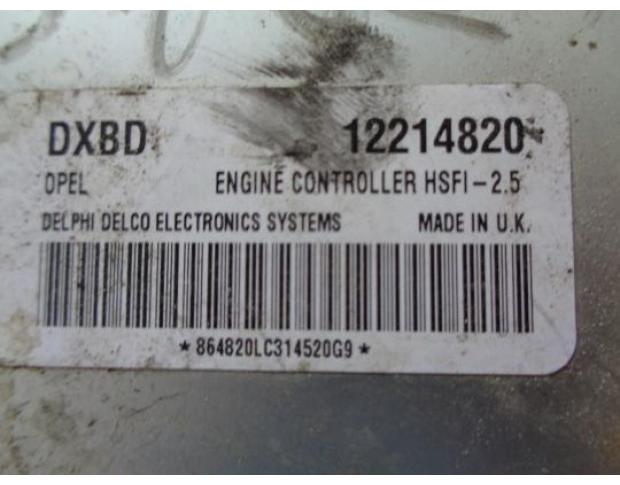 DXBD 12214820
OPEL ENGINE CONTROLLER HSFI-2.5
DELPHI DELCO ELECTRONICS SYSTEMS MADE IN U.K.
*864820LC314520G9*